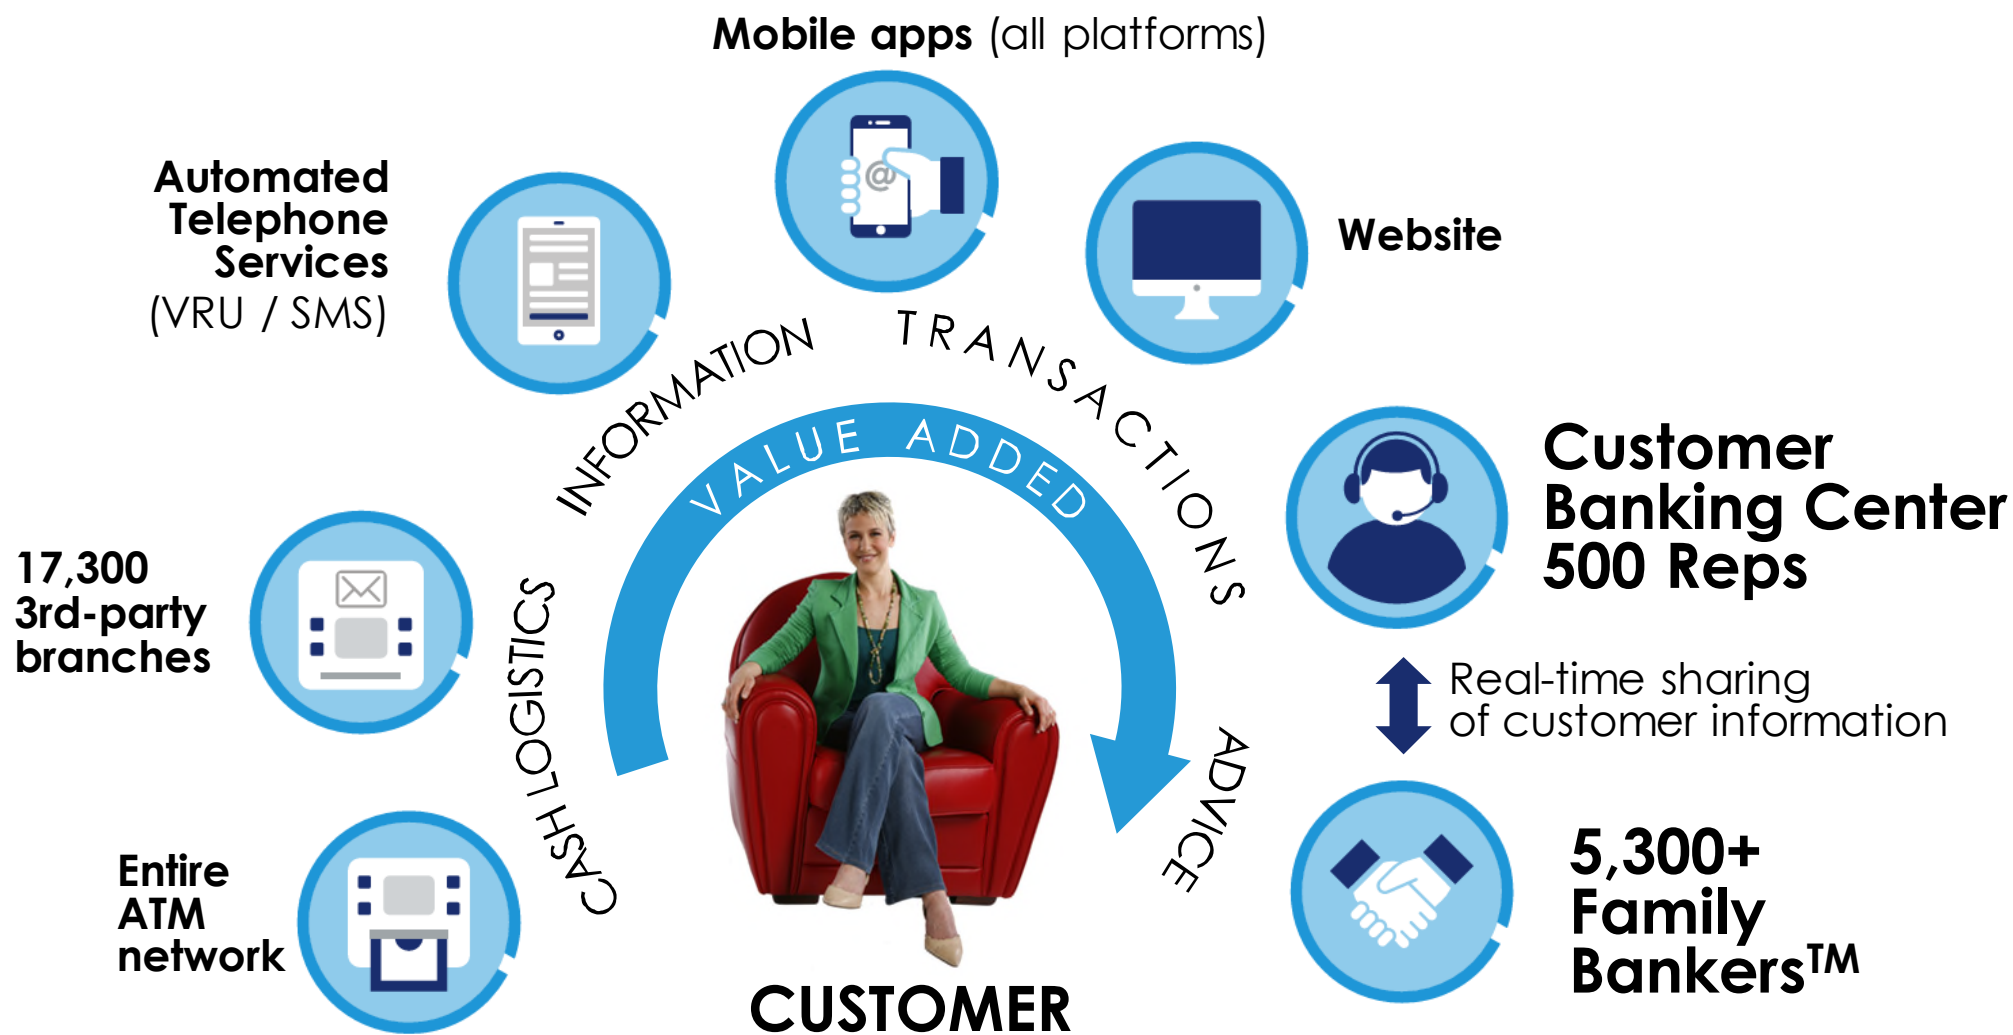 Mobile apps (all platforms)
Automated
Telephone
Services
(VRU / SMS)
@
Website
INFORMATION
TRANSACTIONS
VALUE ADDED
Customer
Banking Center
500 Reps
17,300
3rd-party
branches
CASH LOGISTICS
Real-time sharing
of customer information
ADVICE
Entire
ATM
network
5,300+
Family
Bankers™
CUSTOMER